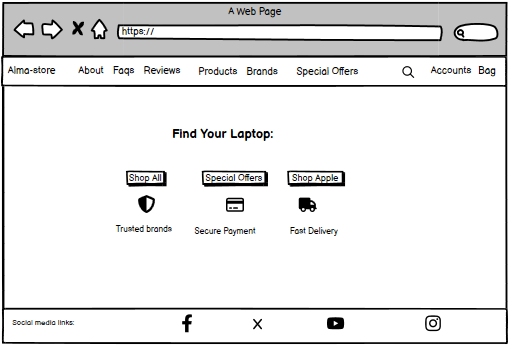 A Web Page
https://
Alma-store About Faqs Reviews Products Brands Special Offers Accounts Bag
Find Your Laptop:
Shop All Special Offers Shop Apple
Trusted brands Secure Payment Fast Delivery
Social media links: